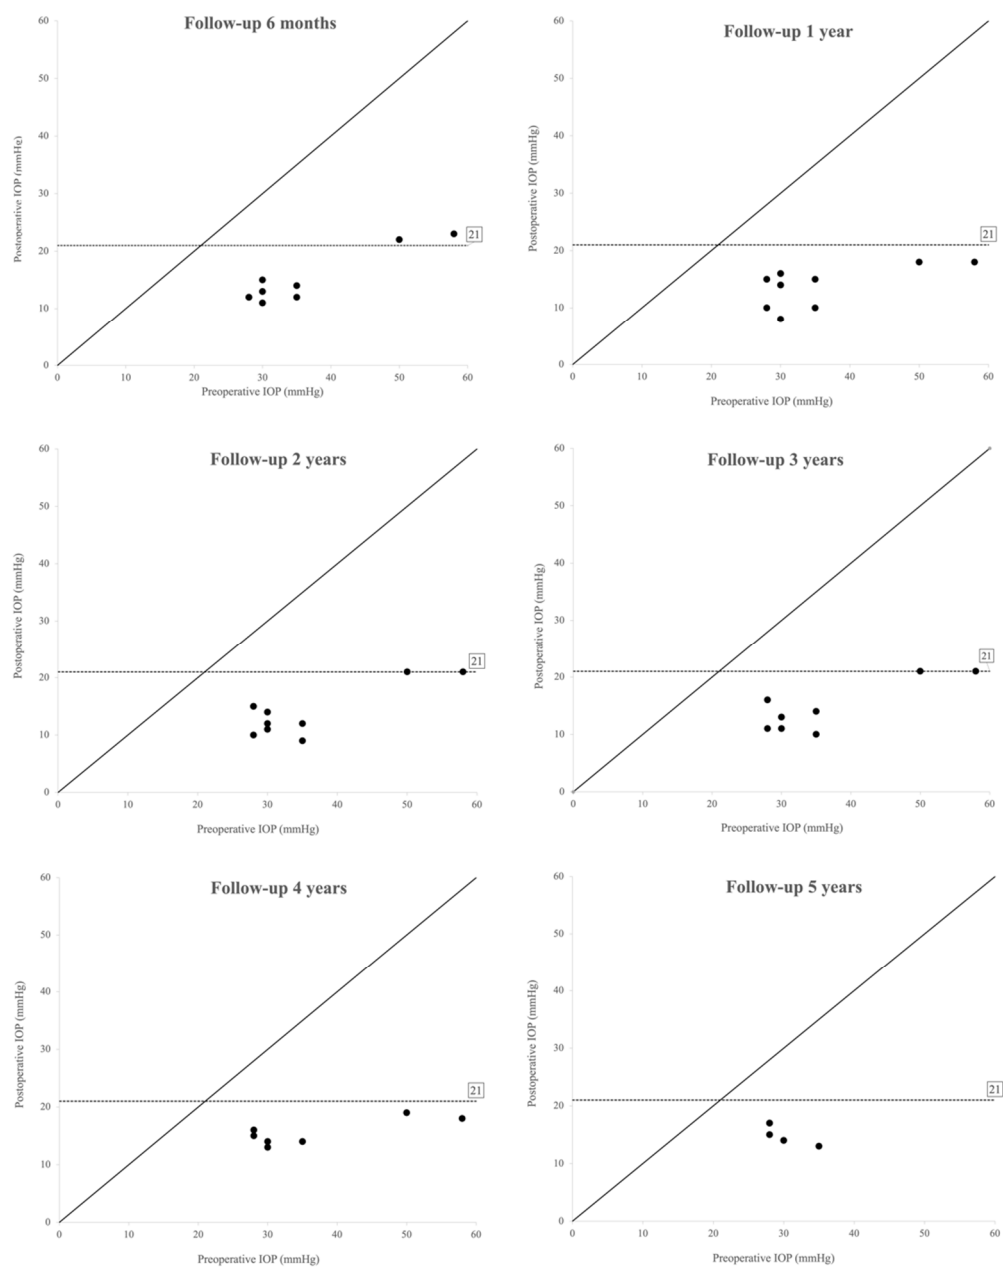 Follow-up 6 months
60
50
40
30
20
10
0
Postoperative IOP (mmHg)
21
0 10 20 30 40 50 60
Preoperative IOP (mmHg)
Follow-up 1 year
60
50
40
30
20
10
0
Postoperative IOP (mmHg)
21
0 10 20 30 40 50 60
Preoperative IOP (mmHg)
Follow-up 2 years
60
50
40
30
20
10
0
Postoperative IOP (mmHg)
21
0 10 20 30 40 50 60
Preoperative IOP (mmHg)
Follow-up 3 years
60
50
40
30
20
10
0
Postoperative IOP (mmHg)
21
0 10 20 30 40 50 60
Preoperative IOP (mmHg)
Follow-up 4 years
60
50
40
30
20
10
0
Postoperative IOP (mmHg)
21
0 10 20 30 40 50 60
Preoperative IOP (mmHg)
Follow-up 5 years
60
50
40
30
20
10
0
Postoperative IOP (mmHg)
21
0 10 20 30 40 50 60
Preoperative IOP (mmHg)